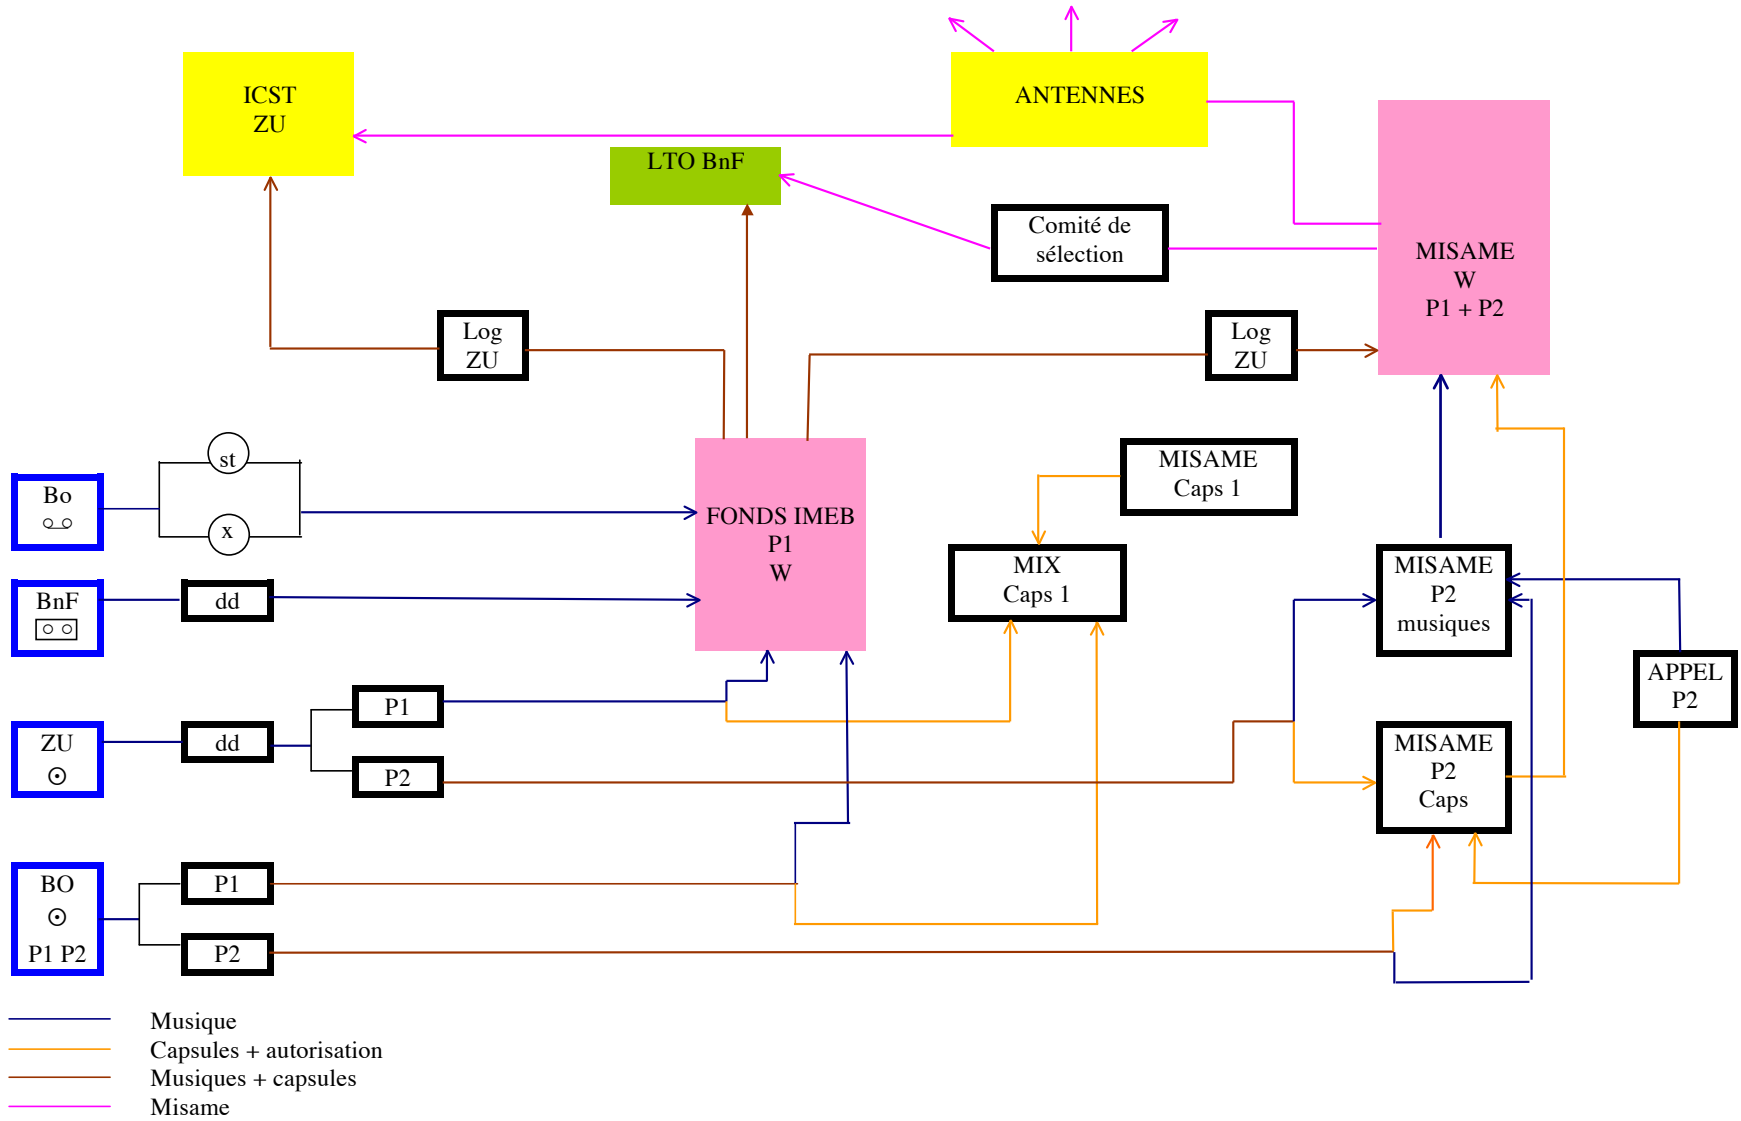 ICST
ZU
ANTENNES
LTO BnF
Comité de
sélection
MISAME
W
P1 + P2
Log
ZU
Log
ZU
st
x
Bo
FONDS IMEB
P1
W
MISAME
Caps 1
MIX
Caps 1
MISAME
P2
musiques
BnF
dd
APPEL
P2
P1
ZU
dd
P2
MISAME
P2
Caps
BO
P1 P2
P1
P2
Musique
Capsules + autorisation
Musiques + capsules
Misame